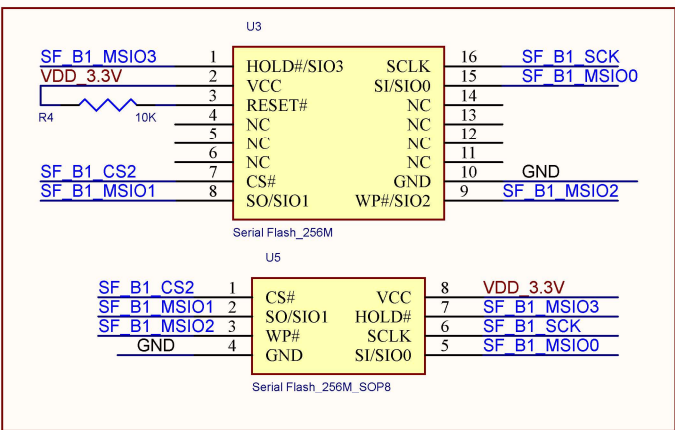 U3
SF_B1_MSIO3 1 HOLD#/SIO3 SCLK 16 SF_B1_SCK
VDD_3.3V 2 VCC SI/SIO0 15 SF_B1_MSIO0
3 RESET# NC 14
R4 10K 4 NC NC 13
5 NC NC 12
6 NC NC 11
SF_B1_CS2 7 CS# GND 10 GND
SF_B1_MSIO1 8 SO/SIO1 WP#/SIO2 9 SF_B1_MSIO2
Serial Flash_256M
U5
SF_B1_CS2 1 CS# VCC 8 VDD_3.3V
SF_B1_MSIO1 2 SO/SIO1 HOLD# 7 SF_B1_MSIO3
SF_B1_MSIO2 3 WP# SCLK 6 SF_B1_SCK
GND 4 GND SI/SIO0 5 SF_B1_MSIO0
Serial Flash_256M_SOP8